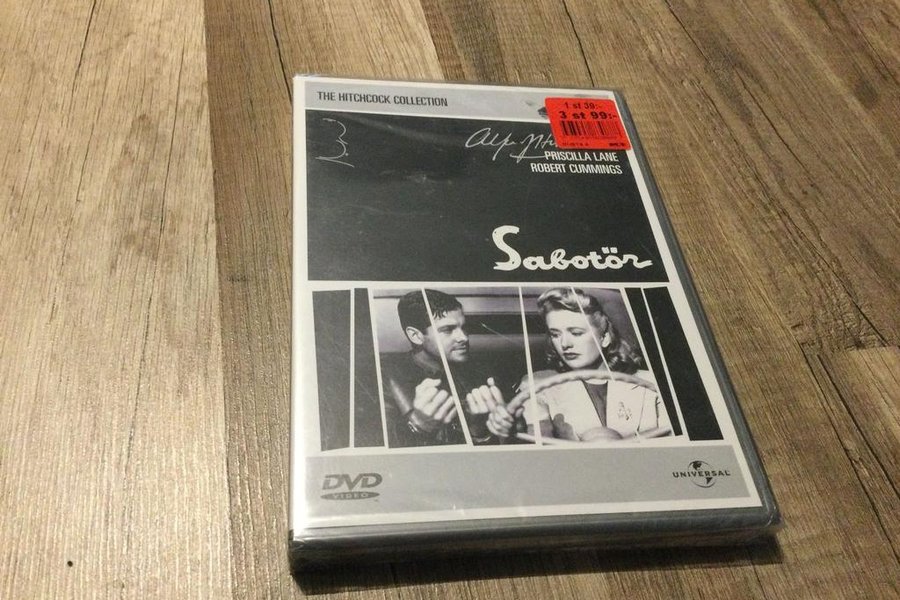 THE HITCHCOCK COLLECTION
1 st 39:-
3 st 99:-
PRISCILLA LANE
ROBERT CUMMINGS
Sabotör
DVD
VIDEO
UNIVERSAL